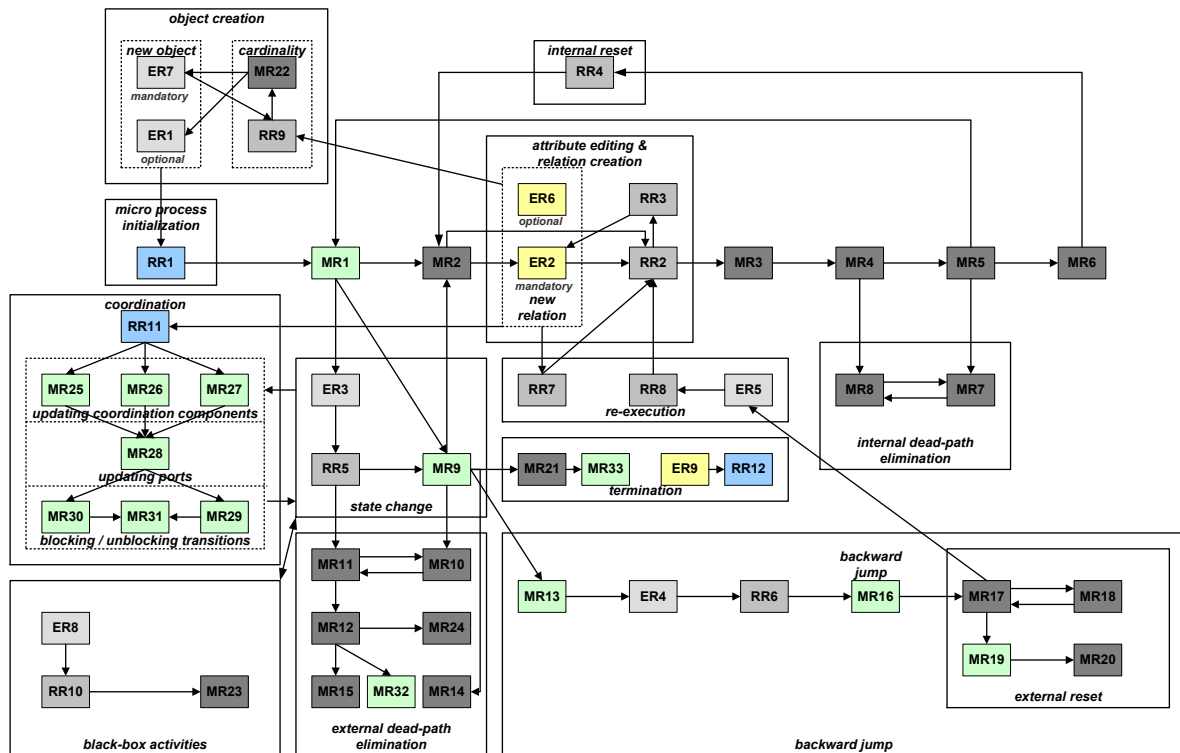 object creation
new object
cardinality
ER7
MR22
mandatory
ER1
RR9
optional
internal reset
RR4
attribute editing &
relation creation
ER6
RR3
optional
micro process
initialization
RR1
MR1
MR2
ER2
RR2
MR3
MR4
MR5
MR6
mandatory
new
relation
coordination
RR11
MR25
MR26
MR27
updating coordination components
MR28
updating ports
MR30
MR31
MR29
blocking / unblocking transitions
ER3
RR5
MR9
state change
RR7
RR8
ER5
re-execution
MR8
MR7
internal dead-path
elimination
MR21
MR33
ER9
RR12
termination
MR11
MR10
MR12
MR24
MR15
MR32
MR14
external dead-path
elimination
ER8
RR10
MR23
black-box activities
backward
jump
MR13
ER4
RR6
MR16
MR17
MR18
MR19
MR20
external reset
backward jump